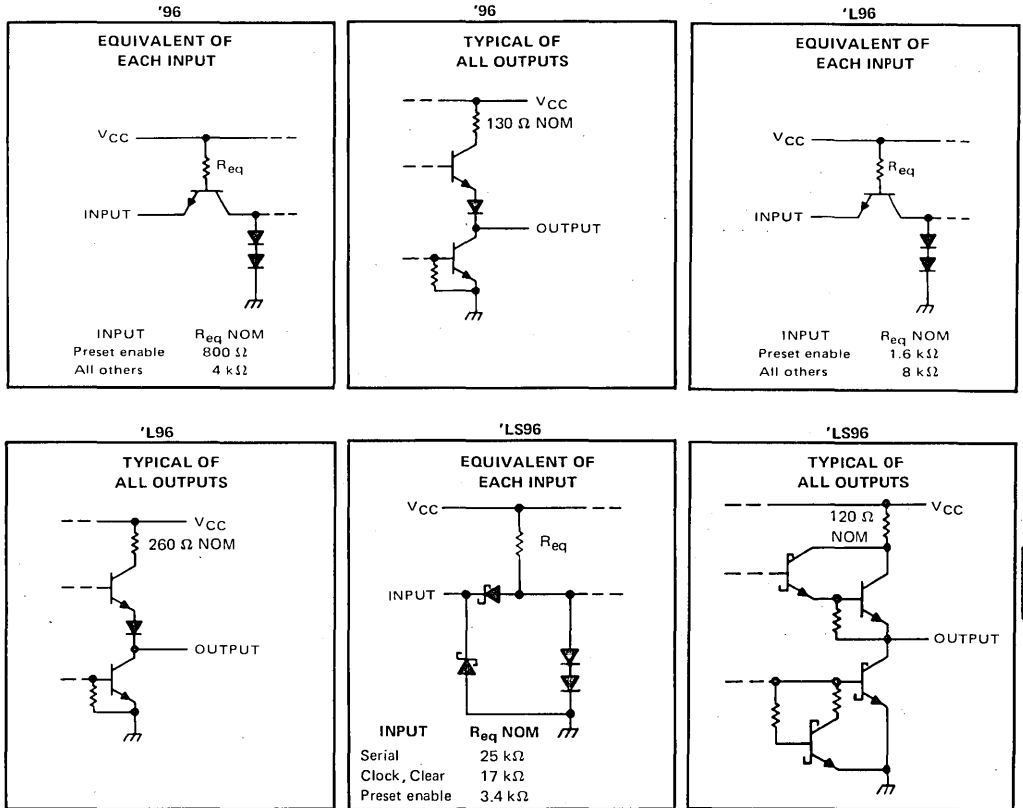 '96
EQUIVALENT OF
EACH INPUT
VCC
Req
INPUT
INPUT Req NOM
Preset enable 800 Ω
All others 4 kΩ
'96
TYPICAL OF
ALL OUTPUTS
VCC
130 Ω NOM
OUTPUT
'L96
EQUIVALENT OF
EACH INPUT
VCC
Req
INPUT
INPUT Req NOM
Preset enable 1.6 kΩ
All others 8 kΩ
'L96
TYPICAL OF
ALL OUTPUTS
VCC
260 Ω NOM
OUTPUT
'LS96
EQUIVALENT OF
EACH INPUT
VCC
Req
INPUT
INPUT Req NOM
Serial 25 kΩ
Clock, Clear 17 kΩ
Preset enable 3.4 kΩ
'LS96
TYPICAL OF
ALL OUTPUTS
VCC
120 Ω
NOM
OUTPUT